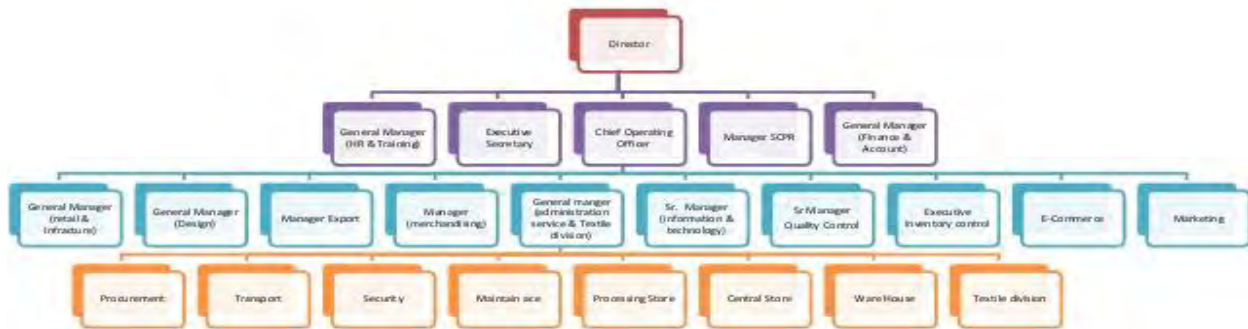 Director
General Manager
(HR & Training)
Executive
Secretary
Chief Operating
Officer
Manager SCPR
General Manager
(Finance &
Account)
General Manager
(retail &
Infracture)
General Manager
(Design)
Manager Export
Manager
(merchandising)
General manger
(administration
service & Textile
division)
Sr. Manager
(Information &
technology)
Sr Manager
Quality Control
Executive
Inventory control
E-Commerce
Marketing
Procurement
Transport
Security
Maintain ace
Processing Store
Central Store
Ware House
Textile division